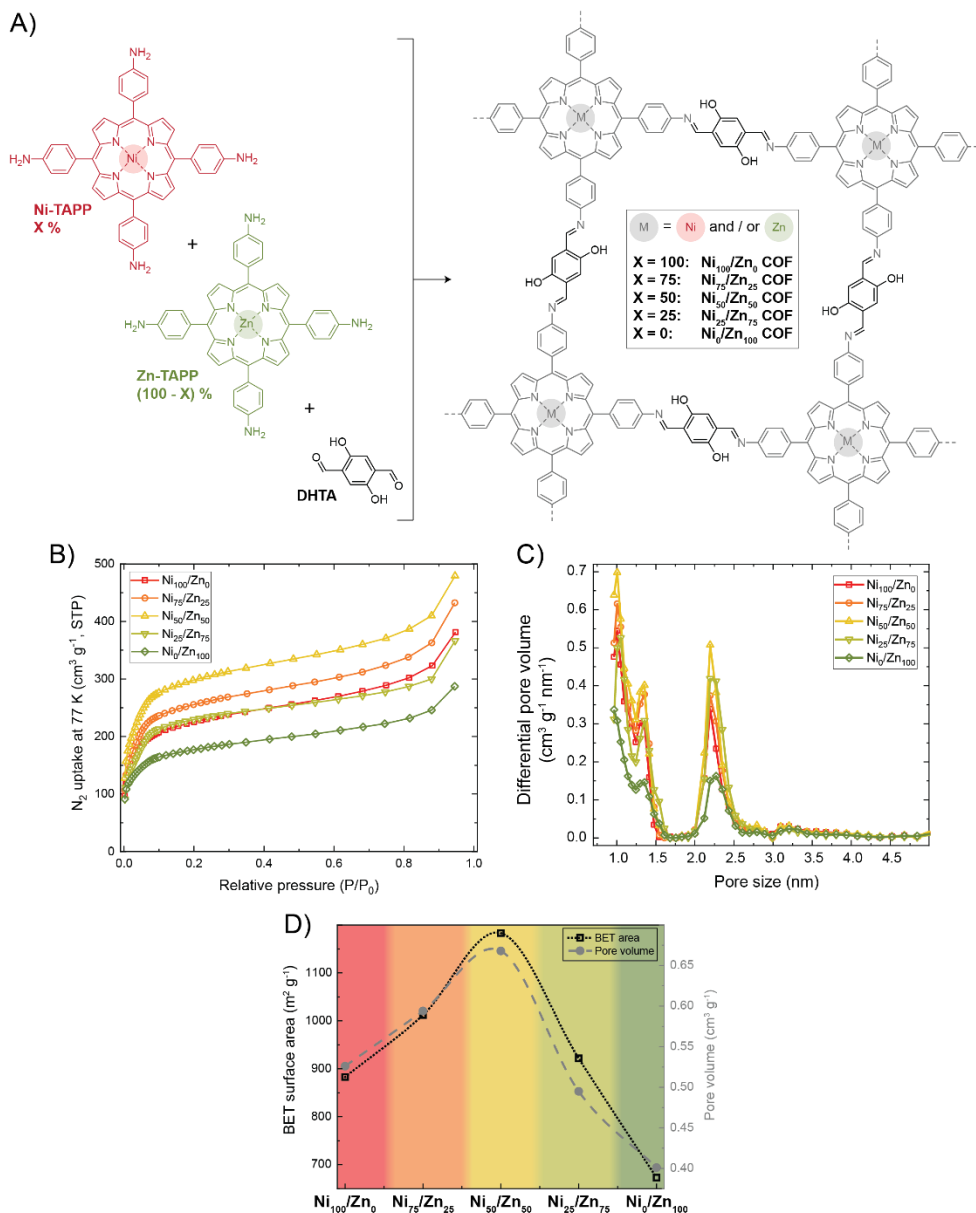 A)
NH₂
H₂N
Ni
N
N
N
N
NH₂
Ni-TAPP
X %
NH₂
+
NH₂
H₂N
Zn
N
N
N
N
NH₂
Zn-TAPP
(100 - X) %
NH₂
+
HO
O
O
OH
DHTA
M
N
N
N
N
HO
N
N
OH
M
N
N
N
N
N
HO
OH
N
N
OH
HO
N
M = Ni and / or Zn
X = 100: Ni₁₀₀/Zn₀ COF
X = 75: Ni₇₅/Zn₂₅ COF
X = 50: Ni₅₀/Zn₅₀ COF
X = 25: Ni₂₅/Zn₇₅ COF
X = 0: Ni₀/Zn₁₀₀ COF
M
N
N
N
N
N
OH
OH
N
M
N
N
N
N
B)
500
400
300
200
100
0
N₂ uptake at 77 K (cm³ g⁻¹, STP)
Ni₁₀₀/Zn₀
Ni₇₅/Zn₂₅
Ni₅₀/Zn₅₀
Ni₂₅/Zn₇₅
Ni₀/Zn₁₀₀
0.0 0.2 0.4 0.6 0.8 1.0
Relative pressure (P/P₀)
C)
0.7
0.6
0.5
0.4
0.3
0.2
0.1
0.0
Differential pore volume
(cm³ g⁻¹ nm⁻¹)
Ni₁₀₀/Zn₀
Ni₇₅/Zn₂₅
Ni₅₀/Zn₅₀
Ni₂₅/Zn₇₅
Ni₀/Zn₁₀₀
1.0 1.5 2.0 2.5 3.0 3.5 4.0 4.5
Pore size (nm)
D)
BET area
Pore volume
1100
1000
900
800
700
BET surface area (m² g⁻¹)
0.65
0.60
0.55
0.50
0.45
0.40
Pore volume (cm³ g⁻¹)
Ni₁₀₀/Zn₀ Ni₇₅/Zn₂₅ Ni₅₀/Zn₅₀ Ni₂₅/Zn₇₅ Ni₀/Zn₁₀₀